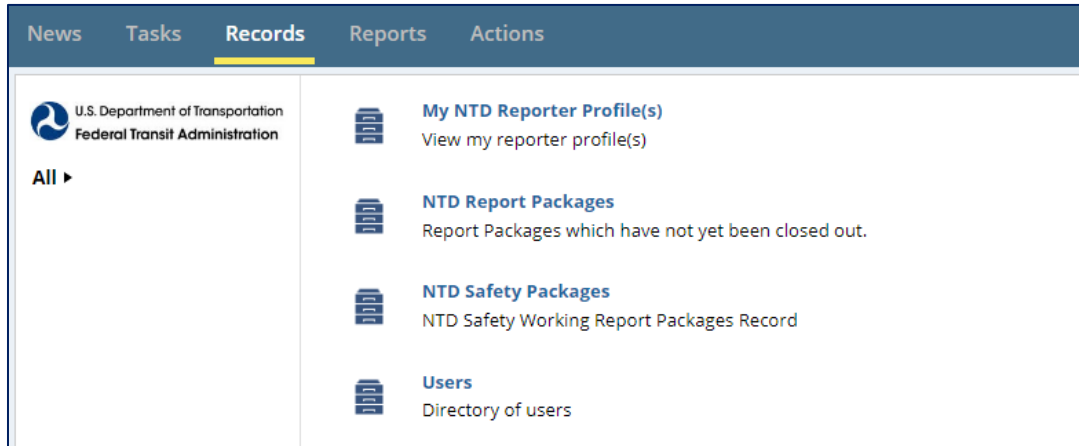 News Tasks Records Reports Actions
U.S. Department of Transportation
Federal Transit Administration
All
My NTD Reporter Profile(s)
View my reporter profile(s)
NTD Report Packages
Report Packages which have not yet been closed out.
NTD Safety Packages
NTD Safety Working Report Packages Record
Users
Directory of users